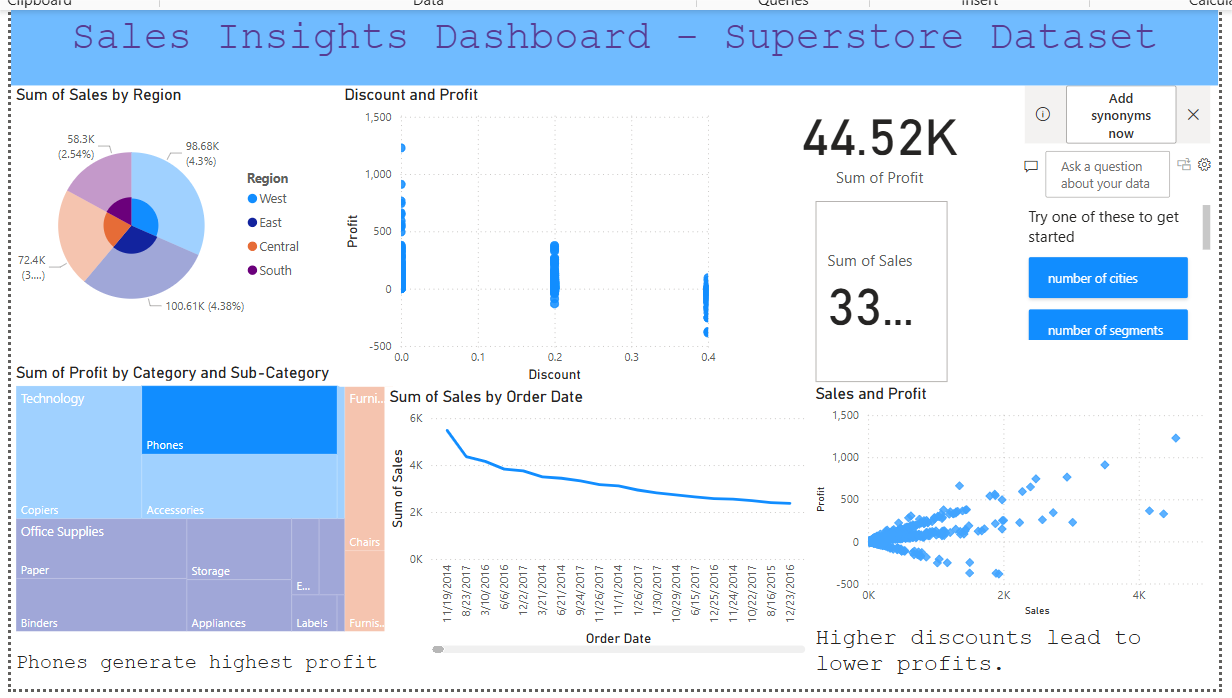 Clipboard
Data
Queries
Insert
Sales Insights Dashboard - Superstore Dataset
Sum of Sales by Region
58.3K
(2.54%)
98.68K
(4.3%)
72.4K
(3....)
100.61K (4.38%)
Region
West
East
Central
South
Discount and Profit
Profit
1,500
1,000
500
0
-500
0.0
0.1
0.2
0.3
0.4
Discount
44.52K
Sum of Profit
Sum of Sales
33...
Add
synonyms
now
Ask a question
about your data
Try one of these to get
started
number of cities
number of segments
Sum of Profit by Category and Sub-Category
Technology
Phones
Copiers
Accessories
Furni...
Chairs
Furnis...
Office Supplies
Paper
Storage
E...
Binders
Appliances
Labels
Phones generate highest profit
Sum of Sales by Order Date
Sum of Sales
6K
4K
2K
0K
11/19/2014
8/23/2017
3/10/2016
6/6/2016
12/2/2017
3/21/2014
6/21/2014
9/24/2017
11/26/2017
11/1/2014
1/26/2017
1/30/2017
10/29/2014
6/15/2017
12/25/2016
11/24/2014
10/22/2017
8/16/2015
12/23/2016
Order Date
Sales and Profit
Profit
1,500
1,000
500
0
-500
0K
2K
4K
Sales
Higher discounts lead to
lower profits.